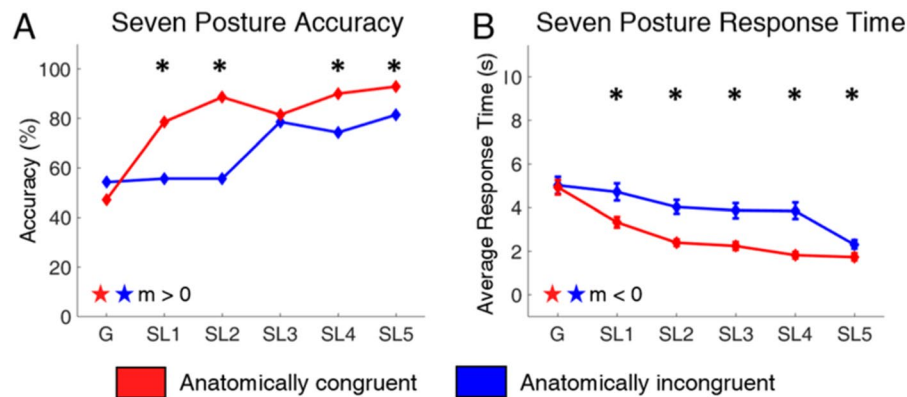 A Seven Posture Accuracy
Accuracy (%)
100
80
60
40
20
0
* * * *
★ ★ m > 0
G SL1 SL2 SL3 SL4 SL5
B Seven Posture Response Time
Average Response Time (s)
10
8
6
4
2
0
* * * * *
★ ★ m < 0
G SL1 SL2 SL3 SL4 SL5
Anatomically congruent
Anatomically incongruent